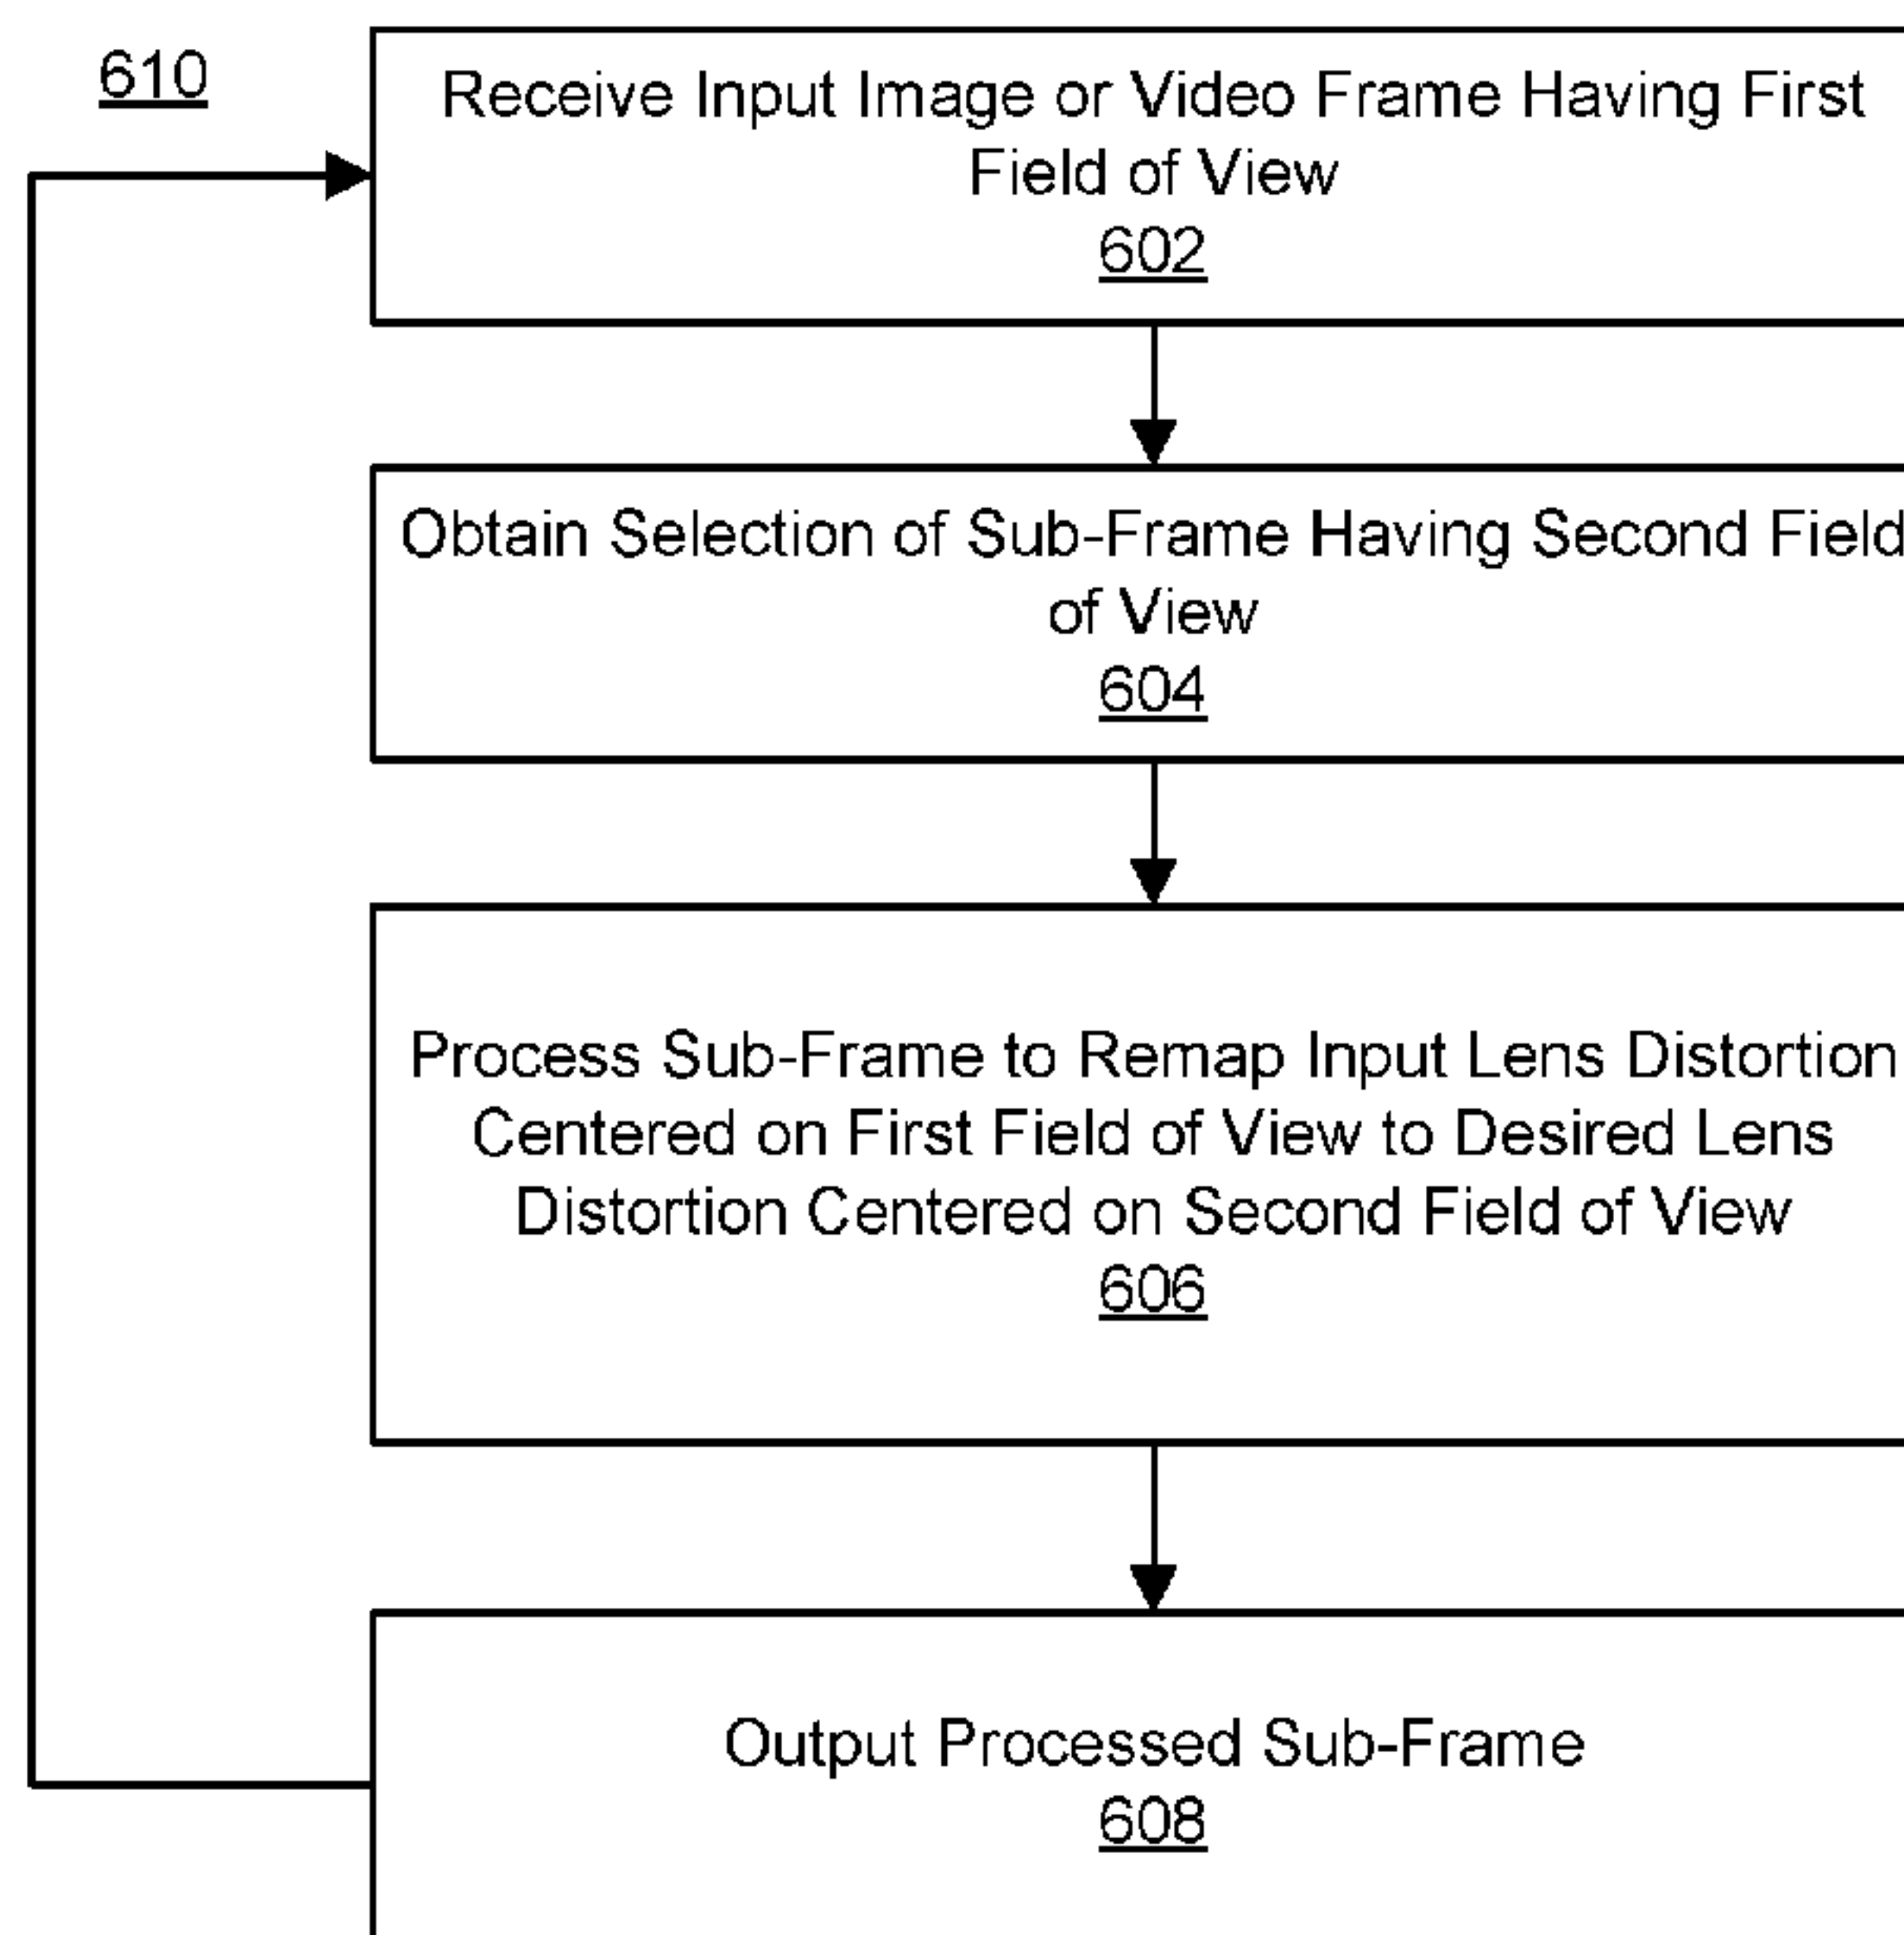 610
Receive Input Image or Video Frame Having First
Field of View
602
Obtain Selection of Sub-Frame Having Second Field
of View
604
Process Sub-Frame to Remap Input Lens Distortion
Centered on First Field of View to Desired Lens
Distortion Centered on Second Field of View
606
Output Processed Sub-Frame
608